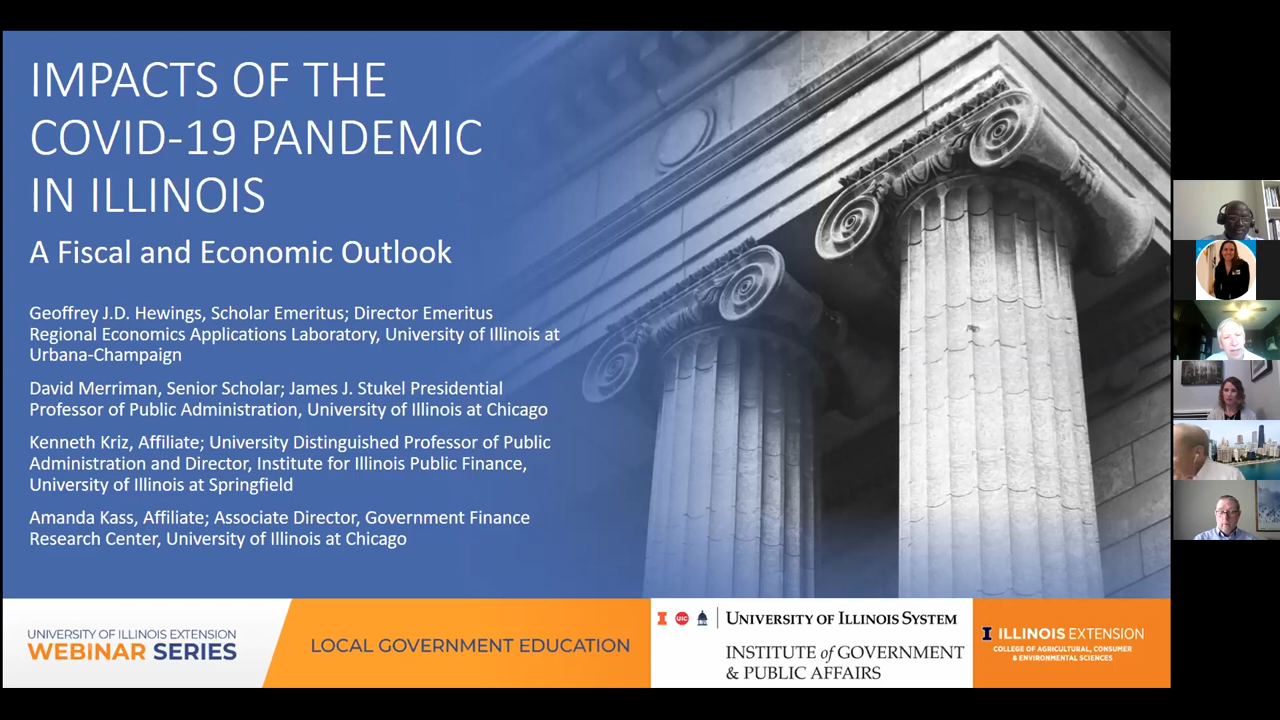 IMPACTS OF THE
COVID-19 PANDEMIC
IN ILLINOIS
A Fiscal and Economic Outlook
Geoffrey J.D. Hewings, Scholar Emeritus; Director Emeritus
Regional Economics Applications Laboratory, University of Illinois at
Urbana-Champaign
David Merriman, Senior Scholar; James J. Stukel Presidential
Professor of Public Administration, University of Illinois at Chicago
Kenneth Kriz, Affiliate; University Distinguished Professor of Public
Administration and Director, Institute for Illinois Public Finance,
University of Illinois at Springfield
Amanda Kass, Affiliate; Associate Director, Government Finance
Research Center, University of Illinois at Chicago
UNIVERSITY OF ILLINOIS EXTENSION
WEBINAR SERIES
LOCAL GOVERNMENT EDUCATION
I UIC UNIVERSITY OF ILLINOIS SYSTEM
INSTITUTE of GOVERNMENT
& PUBLIC AFFAIRS
I ILLINOIS EXTENSION
COLLEGE OF AGRICULTURAL, CONSUMER
& ENVIRONMENTAL SCIENCES